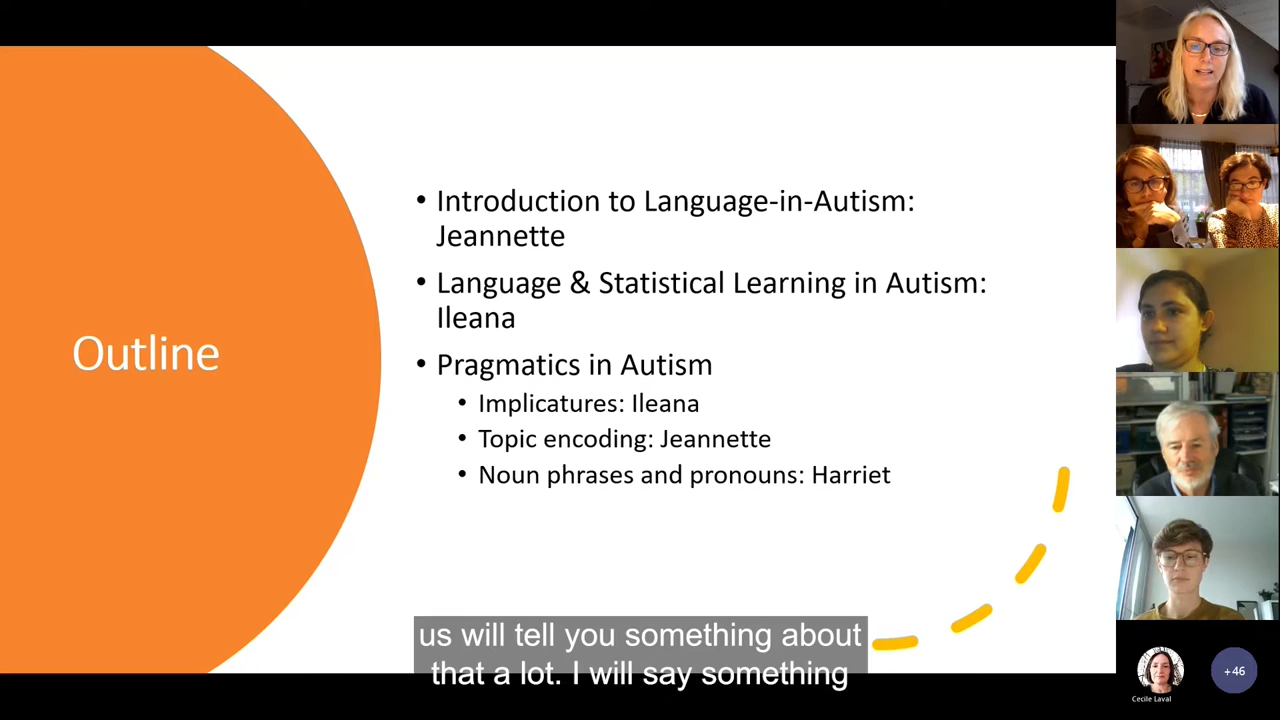 Outline
• Introduction to Language-in-Autism:
Jeannette
• Language & Statistical Learning in Autism:
Ileana
• Pragmatics in Autism
• Implicatures: Ileana
• Topic encoding: Jeannette
• Noun phrases and pronouns: Harriet
us will tell you something about
that a lot. I will say something
Cecile Laval
+46